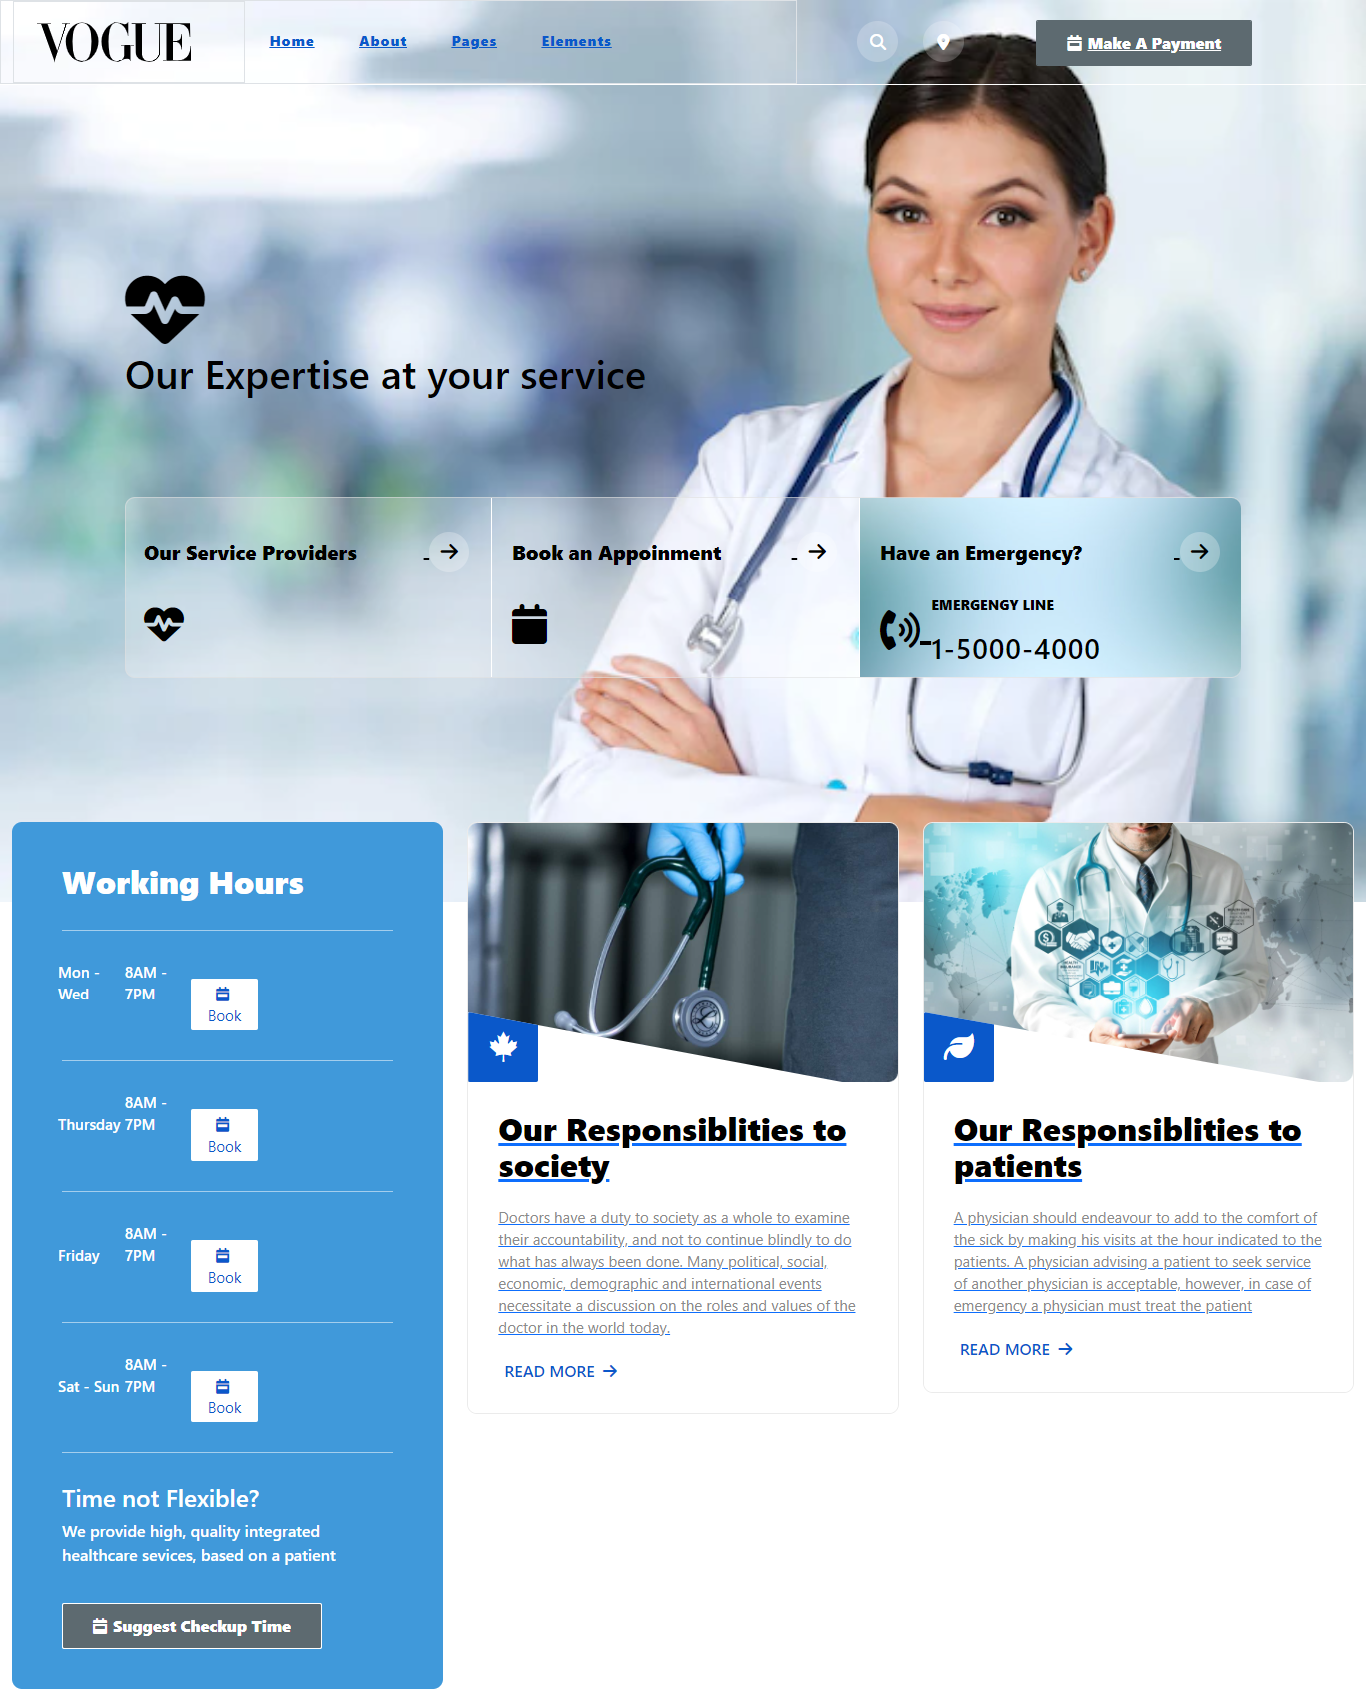 VOGUE
Home About Pages Elements
Make A Payment
Our Expertise at your service
Our Service Providers
Book an Appoinment
Have an Emergency?
EMERGENGY LINE
1-5000-4000
Working Hours
Mon - Wed 8AM - 7PM
Book
Thursday 8AM - 7PM
Book
Friday 8AM - 7PM
Book
Sat - Sun 8AM - 7PM
Book
Time not Flexible?
We provide high, quality integrated
healthcare sevices, based on a patient
Suggest Checkup Time
Our Responsiblities to
society
Doctors have a duty to society as a whole to examine
their accountability, and not to continue blindly to do
what has always been done. Many political, social,
economic, demographic and international events
necessitate a discussion on the roles and values of the
doctor in the world today.
READ MORE
Our Responsiblities to
patients
A physician should endeavour to add to the comfort of
the sick by making his visits at the hour indicated to the
patients. A physician advising a patient to seek service
of another physician is acceptable, however, in case of
emergency a physician must treat the patient
READ MORE